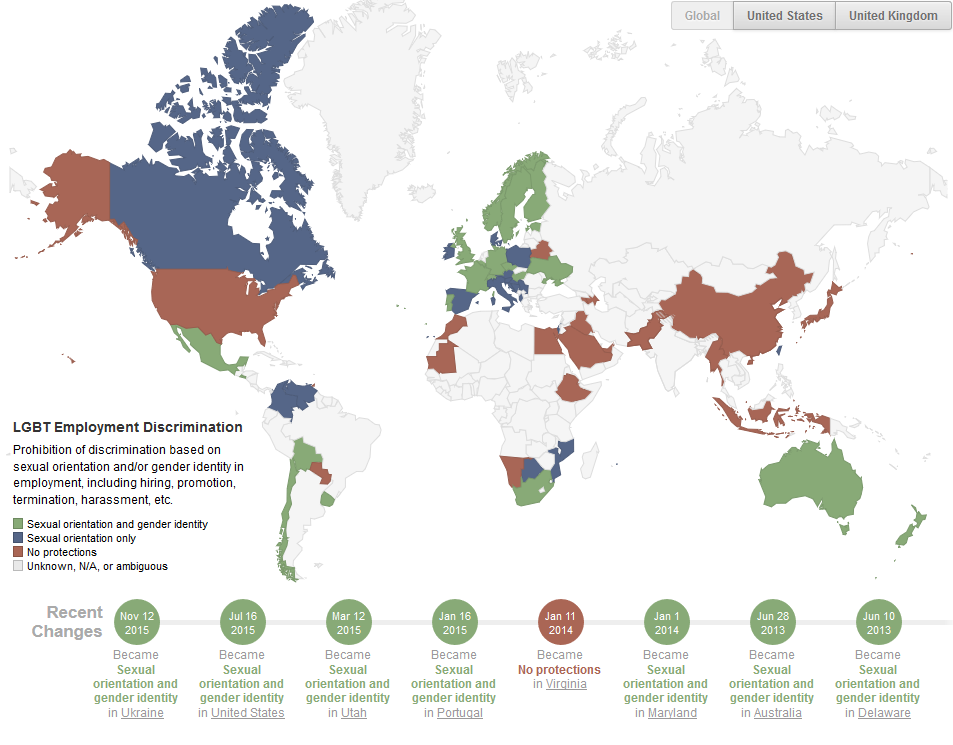 Global United States United Kingdom
LGBT Employment Discrimination
Prohibition of discrimination based on
sexual orientation and/or gender identity in
employment, including hiring, promotion,
termination, harassment, etc.
Sexual orientation and gender identity
Sexual orientation only
No protections
Unknown, N/A, or ambiguous
Recent
Changes
Nov 12
2015
Became
Sexual
orientation and
gender identity
in Ukraine
Jul 16
2015
Became
Sexual
orientation and
gender identity
in United States
Mar 12
2015
Became
Sexual
orientation and
gender identity
in Utah
Jan 16
2015
Became
Sexual
orientation and
gender identity
in Portugal
Jan 11
2014
Became
No protections
in Virginia
Jan 1
2014
Became
Sexual
orientation and
gender identity
in Maryland
Jun 28
2013
Became
Sexual
orientation and
gender identity
in Australia
Jun 10
2013
Became
Sexual
orientation and
gender identity
in Delaware